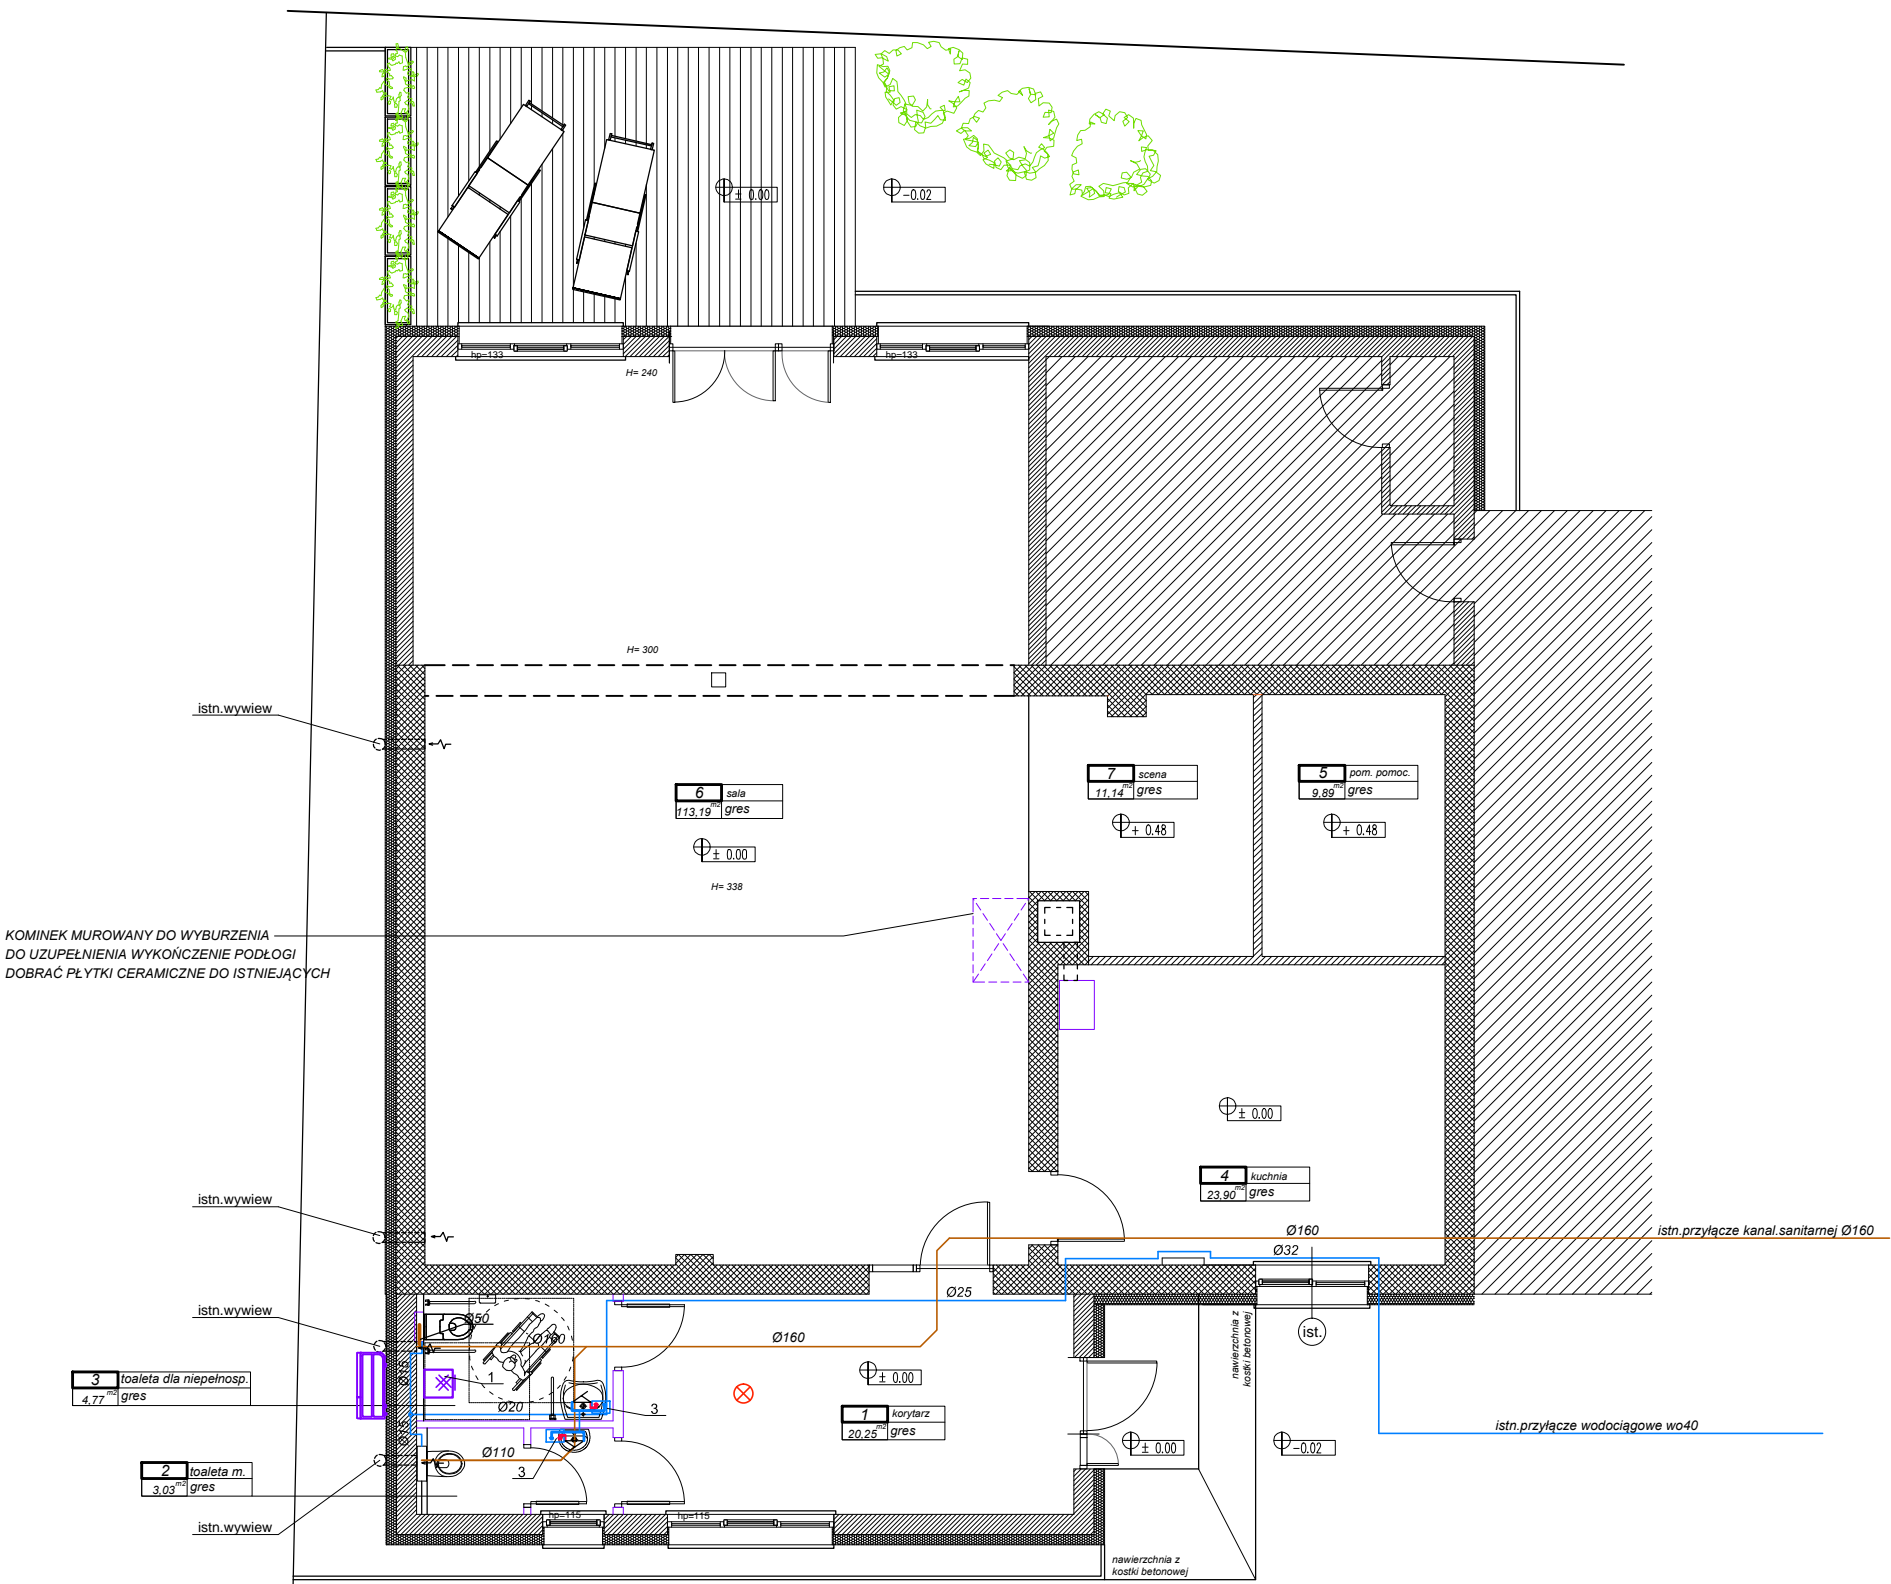 ± 0.00
-0.02
hp=133
hp=133
H= 240
H= 300
istn.wywiew
6 sala
113,19 m2 gres
± 0.00
H= 338
7 scena
11,14 m2 gres
+ 0.48
5 pom. pomoc.
9,89 m2 gres
+ 0.48
KOMINEK MUROWANY DO WYBURZENIA
DO UZUPEŁNIENIA WYKOŃCZENIE PODŁOGI
DOBRAĆ PŁYTKI CERAMICZNE DO ISTNIEJĄCYCH
± 0.00
4 kuchnia
23,90 m2 gres
istn.wywiew
Ø160
istn.przyłącze kanal.sanitarnej Ø160
Ø32
Ø25
istn.wywiew
Ø50
Ø160
Ø160
ist.
nawierzchnia z
kostki betonowej
3 toaleta dla niepełnosp.
4,77 m2 gres
1
Ø20
3
± 0.00
1 korytarz
20,25 m2 gres
istn.przyłącze wodociągowe wo40
± 0.00
-0.02
Ø110
3
2 toaleta m.
3,03 m2 gres
istn.wywiew
hp=115
hp=115
nawierzchnia z
kostki betonowej